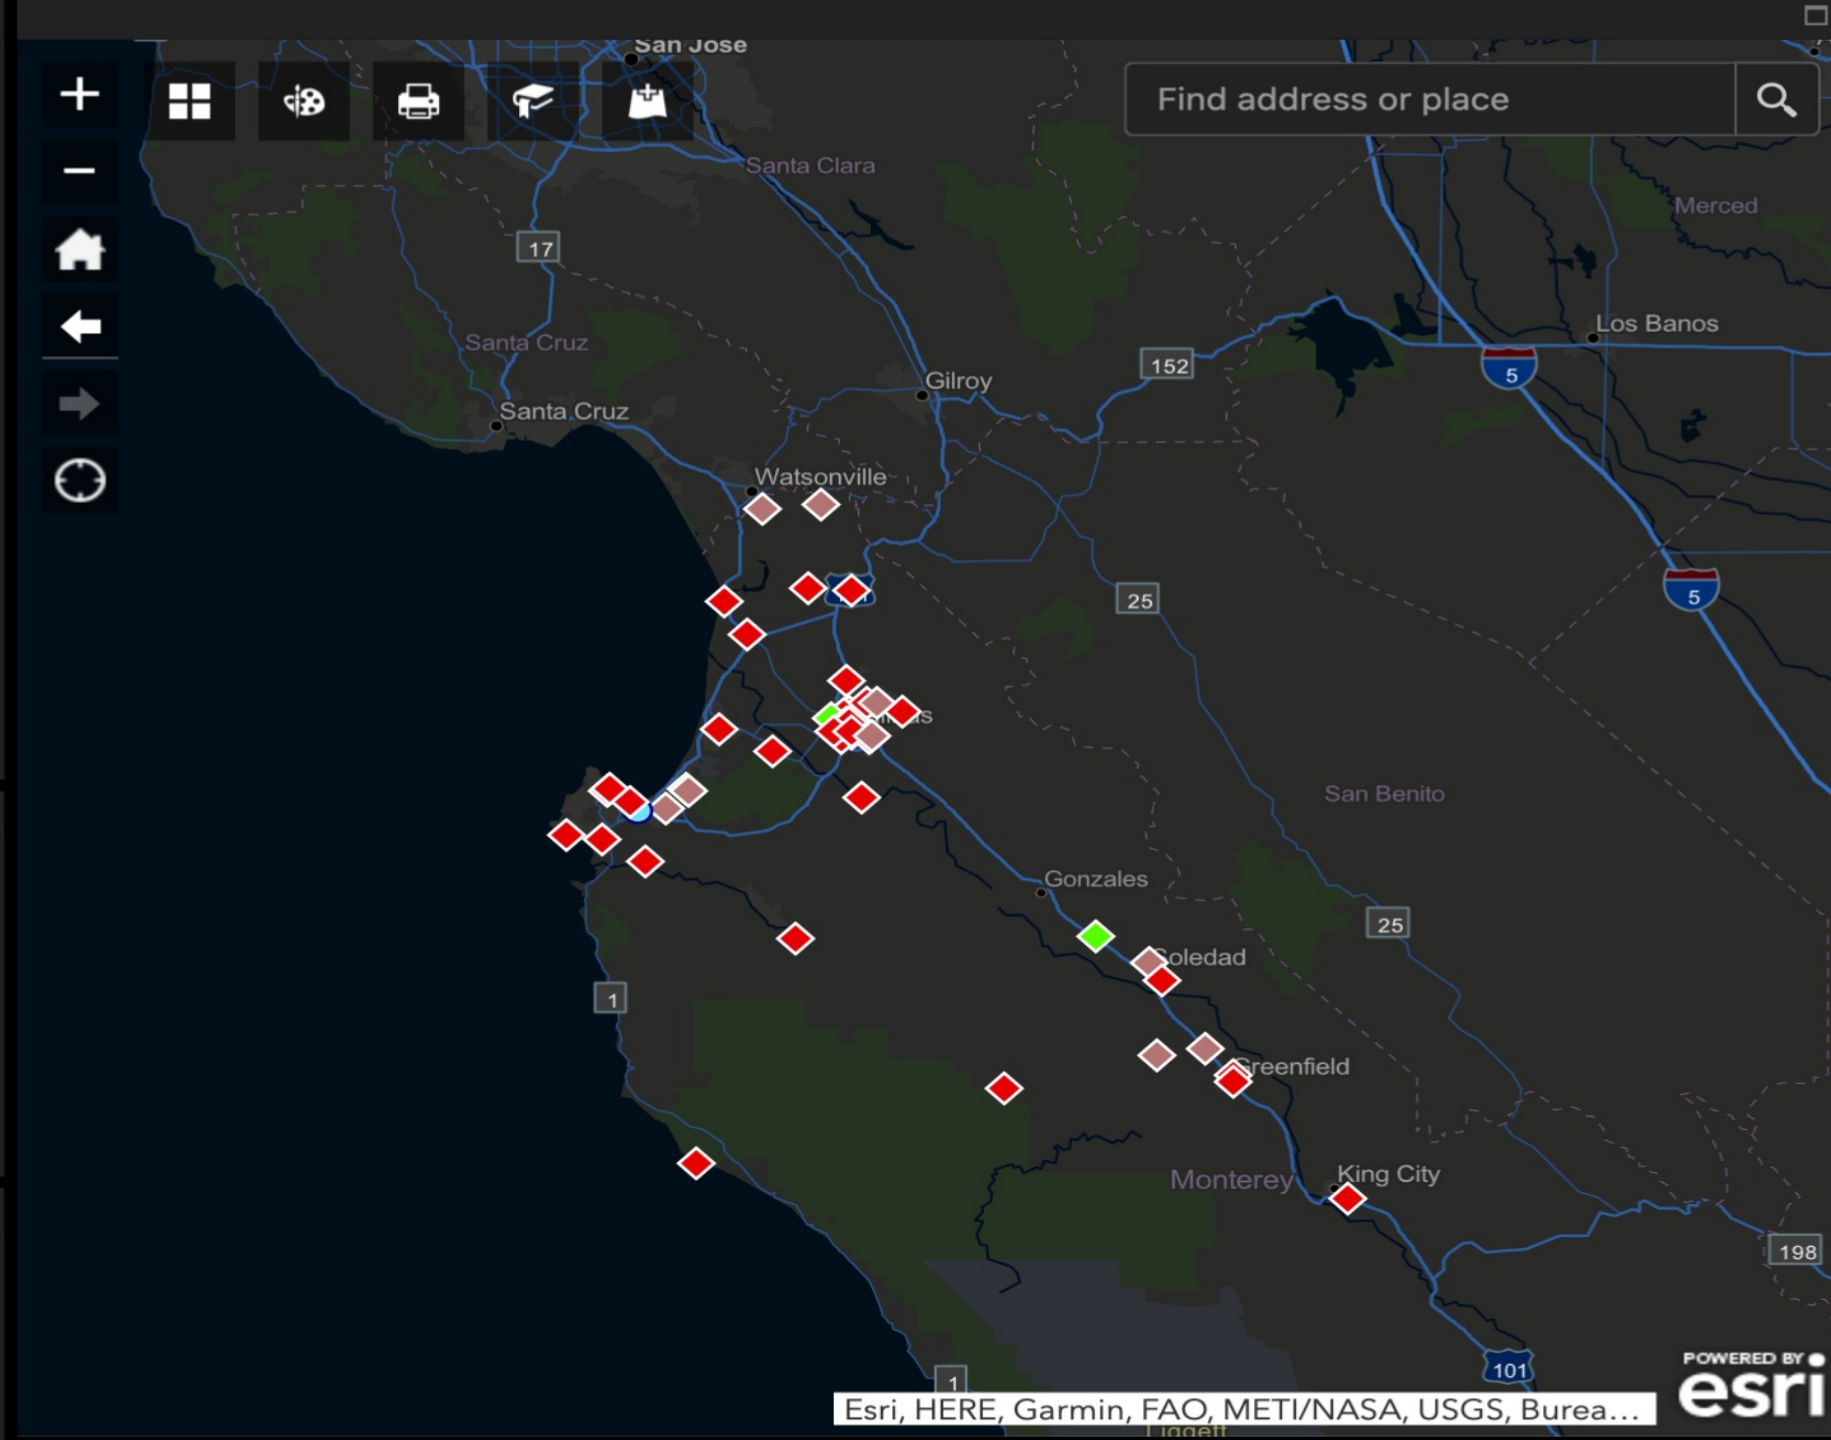 San Jose
Find address or place
Santa Clara
Merced
17
Los Banos
Santa Cruz
152
5
Gilroy
Santa Cruz
Watsonville
25
5
San Benito
Gonzales
25
Soledad
1
Greenfield
Monterey
King City
198
101
POWERED BY
esri
1
Esri, HERE, Garmin, FAO, METI/NASA, USGS, Burea...
Liggett